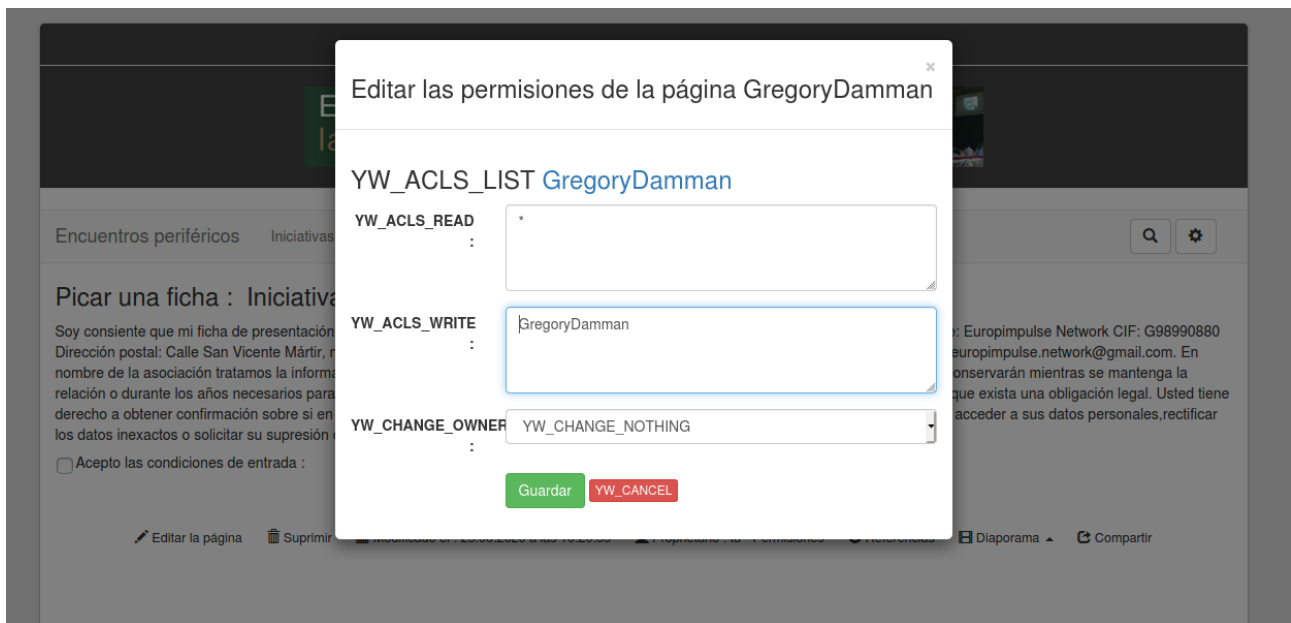 ×
Editar las permisiones de la página GregoryDamman
YW_ACLS_LIST GregoryDamman
YW_ACLS_READ
:
*
YW_ACLS_WRITE
:
GregoryDamman
YW_CHANGE_OWNER
:
YW_CHANGE_NOTHING
Guardar YW_CANCEL
Encuentros periféricos Iniciativas
Picar una ficha : Iniciativa
Soy consiente que mi ficha de presentación : Europimpulse Network CIF: G98990880
Dirección postal: Calle San Vicente Mártir, europimpulse.network@gmail.com. En
nombre de la asociación tratamos la onservarán mientras se mantenga la
relación o durante los años necesarios para que exista una obligación legal. Usted tiene
derecho a obtener confirmación sobre si en acceder a sus datos personales,rectificar
los datos inexactos o solicitar su supresión
Acepto las condiciones de entrada :
Editar la página Suprimir Diaporama Compartir